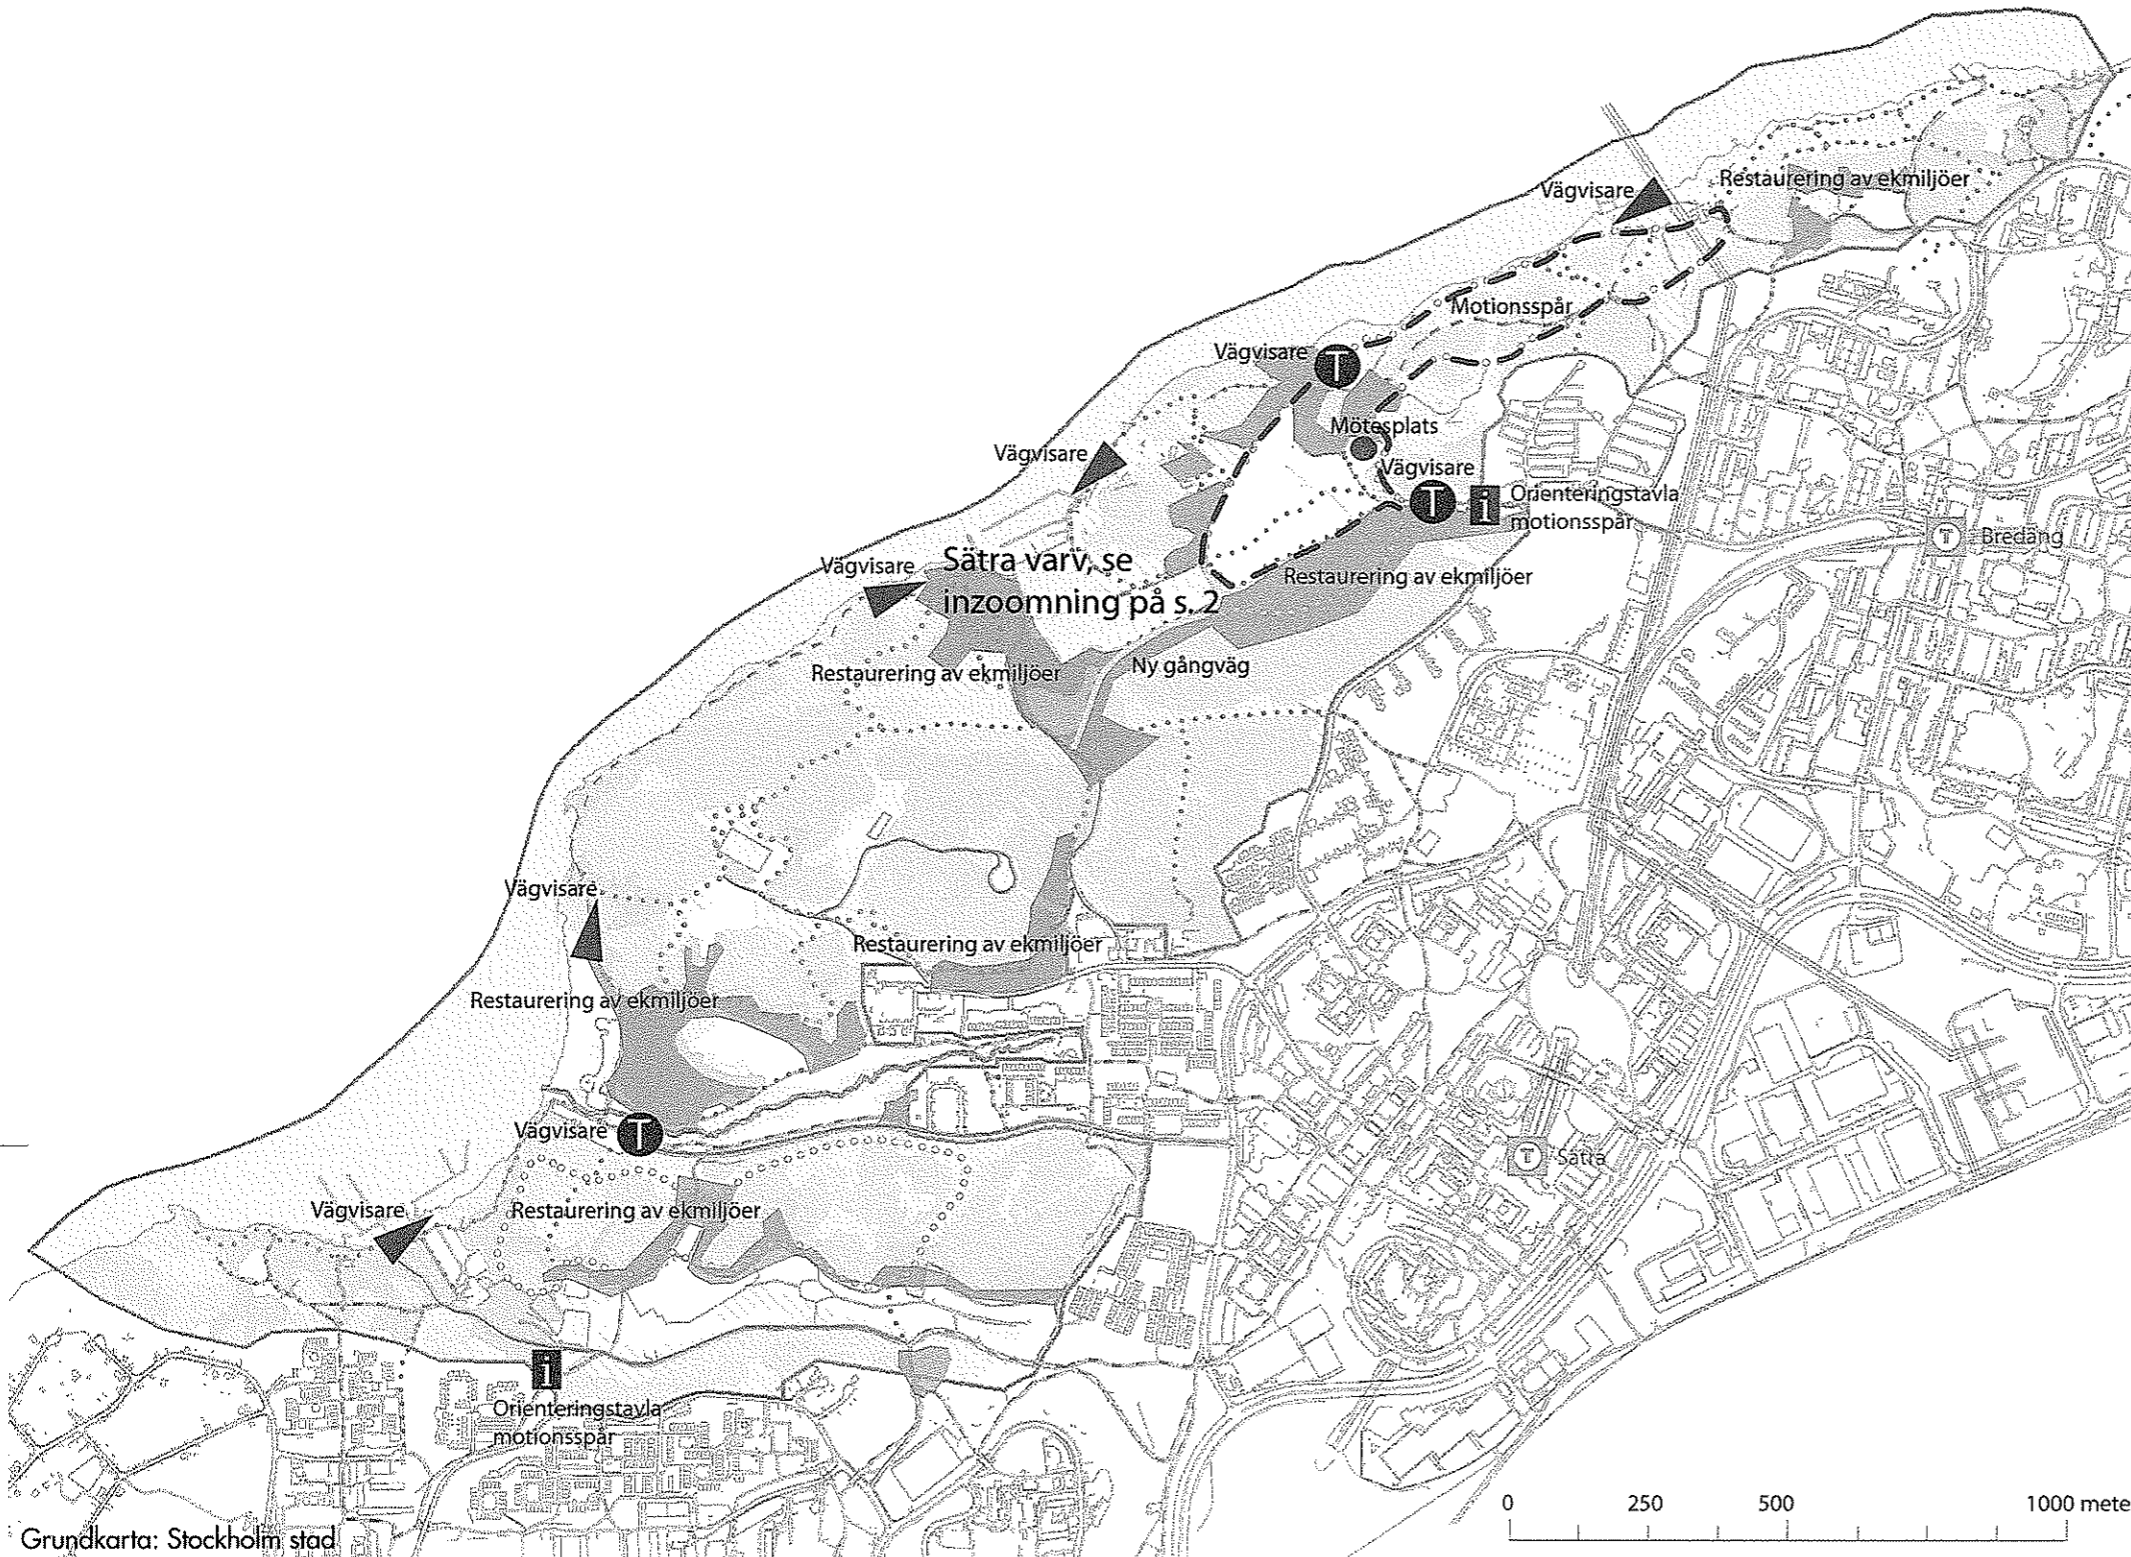 Vägvisare
Restaurering av ekmiljöer
Motionsspår
Vägvisare
T
Mötesplats
Vägvisare
Vägvisare
T
i
Orienteringstavla
motionsspår
T
Bredäng
Vägvisare
Sätra varv, se
inzoomning på s. 2
Restaurering av ekmiljöer
Restaurering av ekmiljöer
Ny gångväg
Vägvisare
Restaurering av ekmiljöer
Restaurering av ekmiljöer
Vägvisare
T
T
Sätra
Vägvisare
Restaurering av ekmiljöer
i
Orienteringstavla
motionsspår
0 250 500 1000 mete
Grundkarta: Stockholm stad